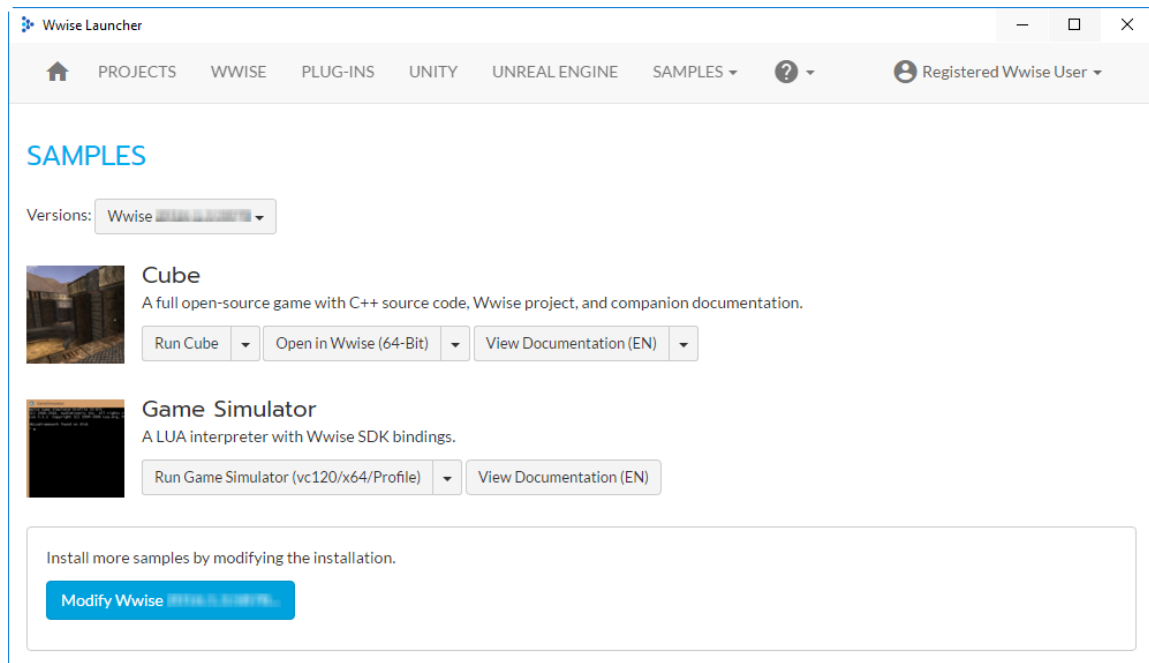 Wwise Launcher
PROJECTS WWISE PLUG-INS UNITY UNREAL ENGINE SAMPLES ? Registered Wwise User
SAMPLES
Versions: Wwise
Cube
A full open-source game with C++ source code, Wwise project, and companion documentation.
Run Cube Open in Wwise (64-Bit) View Documentation (EN)
Game Simulator
A LUA interpreter with Wwise SDK bindings.
Run Game Simulator (vc120/x64/Profile) View Documentation (EN)
Install more samples by modifying the installation.
Modify Wwise